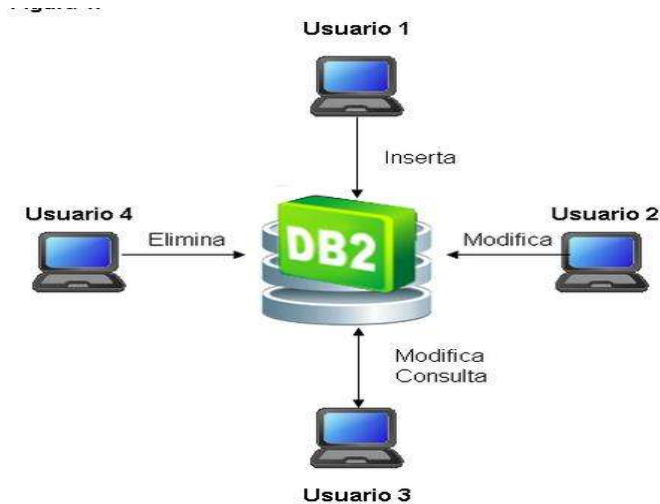 Usuario 1
Inserta
Usuario 4
Usuario 2
Elimina
DB2
Modifica
Modifica
Consulta
Usuario 3